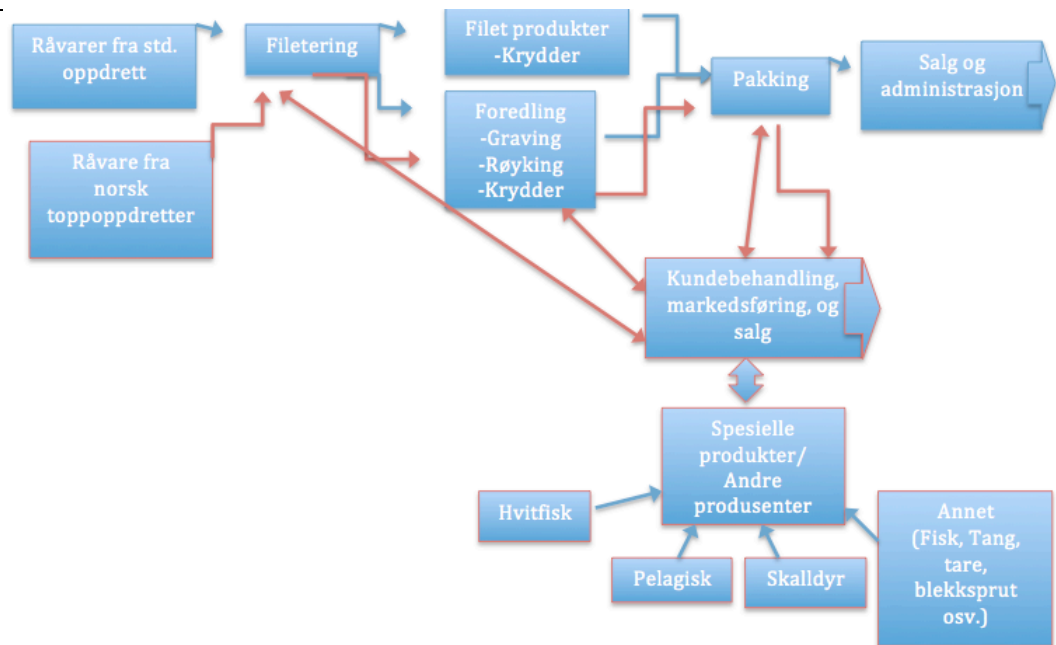 Råvarer fra std.
oppdrett
Filetering
Filet produkter
-Krydder
Pakking
Salg og
administrasjon
Råvare fra
norsk
toppoppdretter
Foredling
-Graving
-Røyking
-Krydder
Kundebehandling,
markedsføring, og
salg
Spesielle
produkter/
Andre
produsenter
Hvitfisk
Pelagisk
Skalldyr
Annet
(Fisk, Tang,
tare,
blekksprut
osv.)